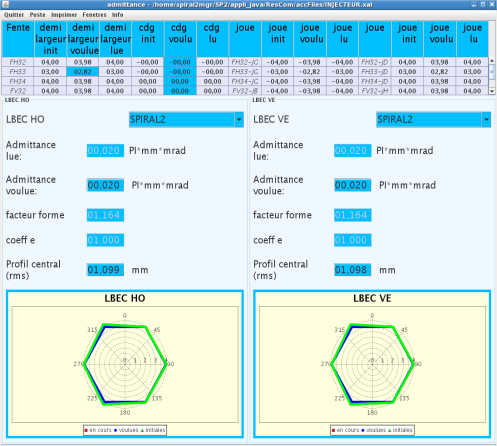 admittance - /home/spiral2mgr/SP2/appli_java/ResCom/accFiles/INJECTEUR.xal
Quitter Poste Imprimer Fenetres Info
Fente demi largeur init demi largeur voulue demi largeur lue cdg init cdg voulu cdg lu joue joue init joue voulu joue lu joue joue init joue voulu joue lu
FH32 04,00 03,98 04,00 -00,00 -00,00 -00,00 FH32-JG -04,00 -03,98 -04,00 FH32-JD 04,00 03,98 04,00
FH33 03,00 02,82 03,00 -00,00 -00,00 -00,00 FH33-JG -03,00 -02,82 -03,00 FH33-JD 03,00 02,82 03,00
FH34 04,00 03,98 04,00 00,00 00,00 00,00 FH34-JG -04,00 -03,98 -04,00 FH34-JD 04,00 03,98 04,00
FV32 04,00 03,98 04,00 00,00 00,00 00,00 FV32-JB -04,00 -03,98 -04,00 FV32-JH 04,00 03,98 04,00
LBEC HO
LBEC HO SPIRAL2
Admittance lue: 00,020 PI*mm*mrad
Admittance voulue: 00,020 PI*mm*mrad
facteur forme 01,164
coeff e 01,000
Profil central (rms) 01,099 mm
LBEC HO
0
315 45
270 0 1 2 3 4 90
225 135
180
en cours voulues initiales
LBEC VE
LBEC VE SPIRAL2
Admittance lue: 00,020 PI*mm*mrad
Admittance voulue: 00,020 PI*mm*mrad
facteur forme 01,164
coeff e 01,000
Profil central (rms) 01,098 mm
LBEC VE
0
315 45
270 0 1 2 3 4 90
225 135
180
en cours voulues initiales